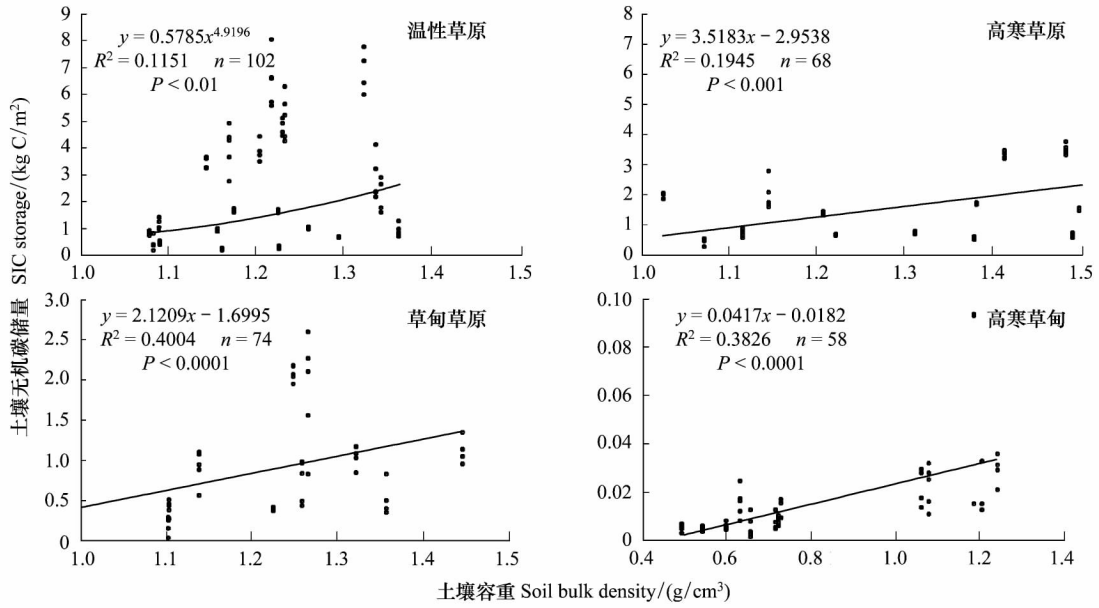 土壤无机碳储量 SIC storage/(kg C/m²)
温性草原
y = 0.5785x^4.9196
R² = 0.1151 n = 102
P < 0.01
9
8
7
6
5
4
3
2
1
0
1.0 1.1 1.2 1.3 1.4 1.5
高寒草原
y = 3.5183x − 2.9538
R² = 0.1945 n = 68
P < 0.001
8
7
6
5
4
3
2
1
0
1.0 1.1 1.2 1.3 1.4 1.5
草甸草原
y = 2.1209x − 1.6995
R² = 0.4004 n = 74
P < 0.0001
3.0
2.5
2.0
1.5
1.0
0.5
0
1.0 1.1 1.2 1.3 1.4 1.5
高寒草甸
y = 0.0417x − 0.0182
R² = 0.3826 n = 58
P < 0.0001
0.10
0.08
0.06
0.04
0.02
0
0.4 0.6 0.8 1.0 1.2 1.4
土壤容重 Soil bulk density/(g/cm³)